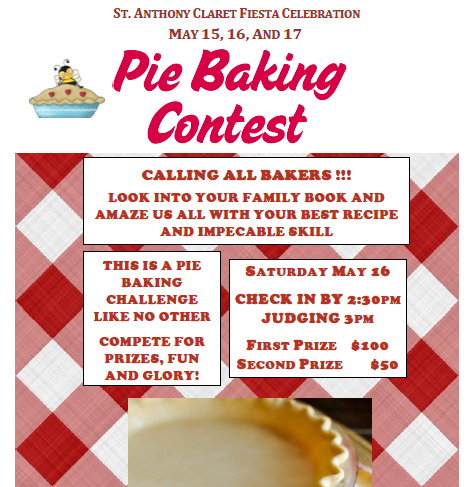 St. Anthony Claret Fiesta Celebration
May 15, 16, And 17
Pie Baking
Contest
CALLING ALL BAKERS !!!
LOOK INTO YOUR FAMILY BOOK AND
AMAZE US ALL WITH YOUR BEST RECIPE
AND IMPECABLE SKILL
THIS IS A PIE
BAKING
CHALLENGE
LIKE NO OTHER
COMPETE FOR
PRIZES, FUN
AND GLORY!
Saturday May 16
CHECK IN BY 2:30PM
JUDGING 3PM
First Prize $100
Second Prize $50